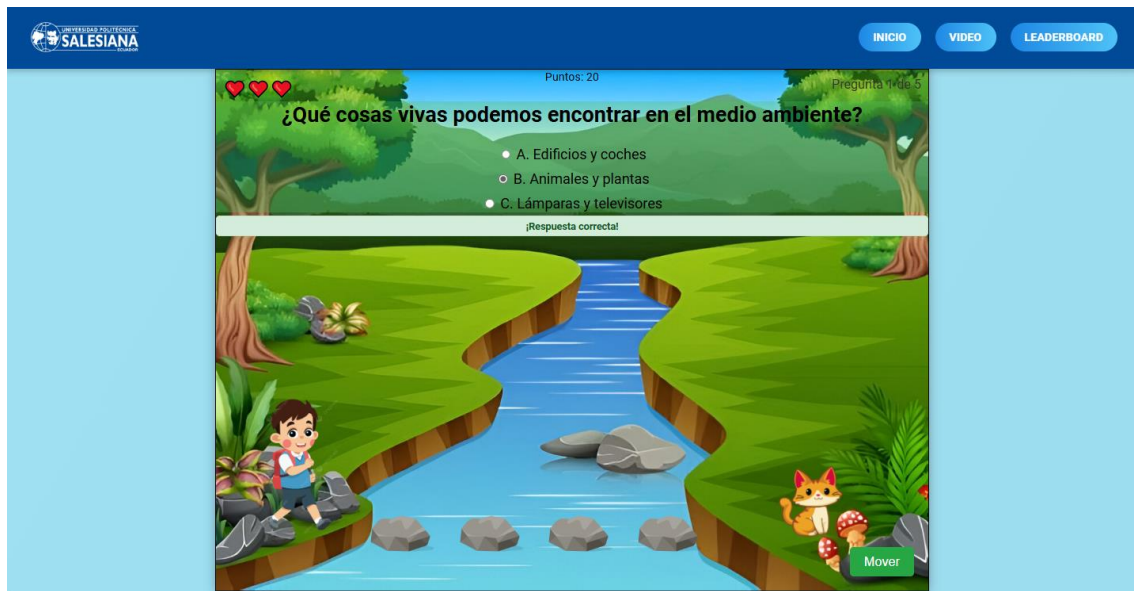 UNIVERSIDAD POLITÉCNICA
SALESIANA
ECUADOR
INICIO
VIDEO
LEADERBOARD
Puntos: 20
Pregunta 1 de 5
¿Qué cosas vivas podemos encontrar en el medio ambiente?
A. Edificios y coches
B. Animales y plantas
C. Lámparas y televisores
¡Respuesta correcta!
Mover